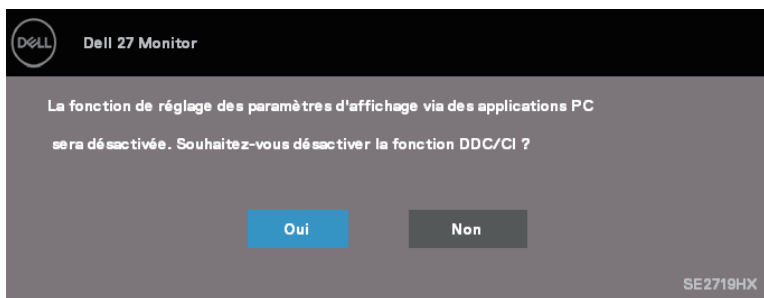 DELL
Dell 27 Monitor
La fonction de réglage des paramètres d'affichage via des applications PC
sera désactivée. Souhaitez-vous désactiver la fonction DDC/CI ?
Oui
Non
SE2719HX